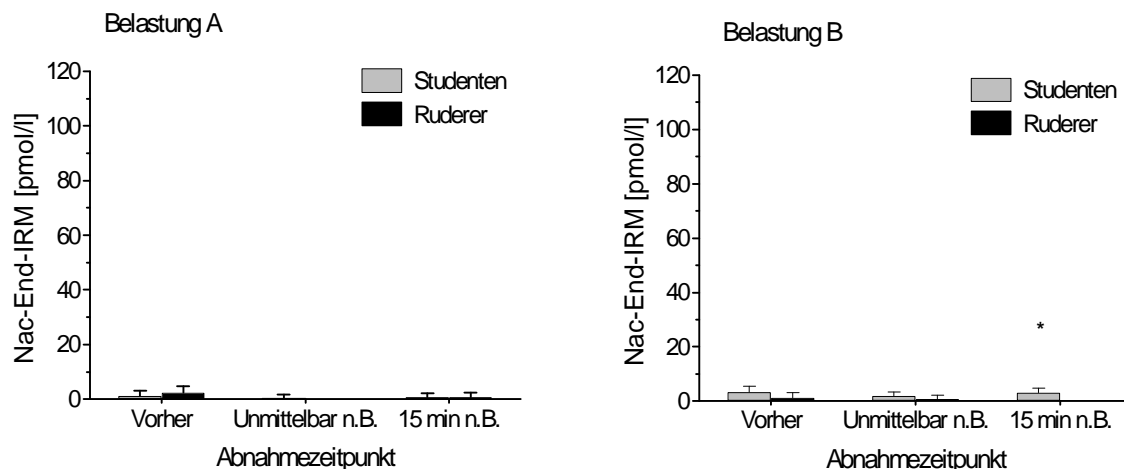 Belastung A
Nac-End-IRM [pmol/l]
120
100
80
60
40
20
0
Studenten
Ruderer
Vorher Unmittelbar n.B. 15 min n.B.
Abnahmezeitpunkt
Belastung B
Nac-End-IRM [pmol/l]
120
100
80
60
40
20
0
Studenten
Ruderer
*
Vorher Unmittelbar n.B. 15 min n.B.
Abnahmezeitpunkt